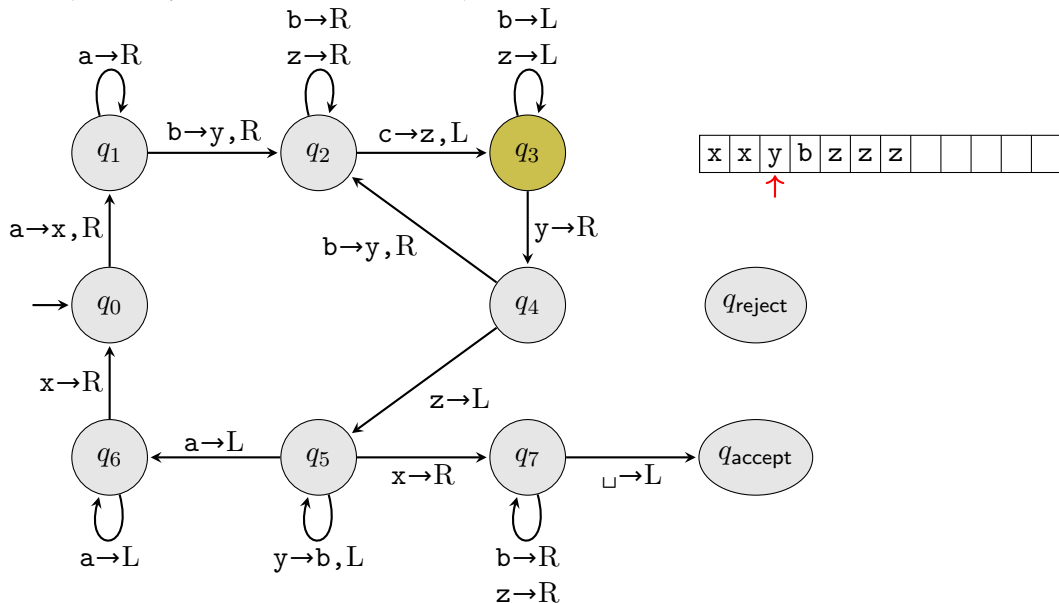 b→R
z→R
b→L
z→L
a→R
q1
b→y,R
q2
c→z,L
q3
x x y b z z z
a→x,R
b→y,R
y→R
q0
q4
qreject
x→R
z→L
q6
a→L
q5
x→R
q7
␣→L
qaccept
a→L
y→b,L
b→R
z→R